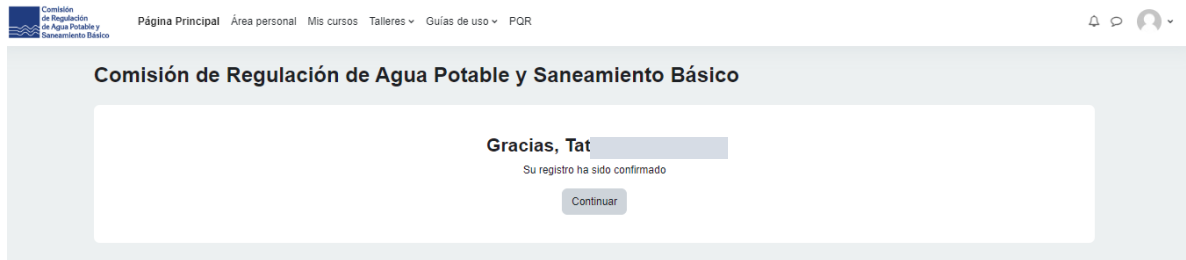 Comisión
de Regulación
de Agua Potable y
Saneamiento Básico
Página Principal Área personal Mis cursos Talleres Guías de uso PQR
Comisión de Regulación de Agua Potable y Saneamiento Básico
Gracias, Tat
Su registro ha sido confirmado
Continuar